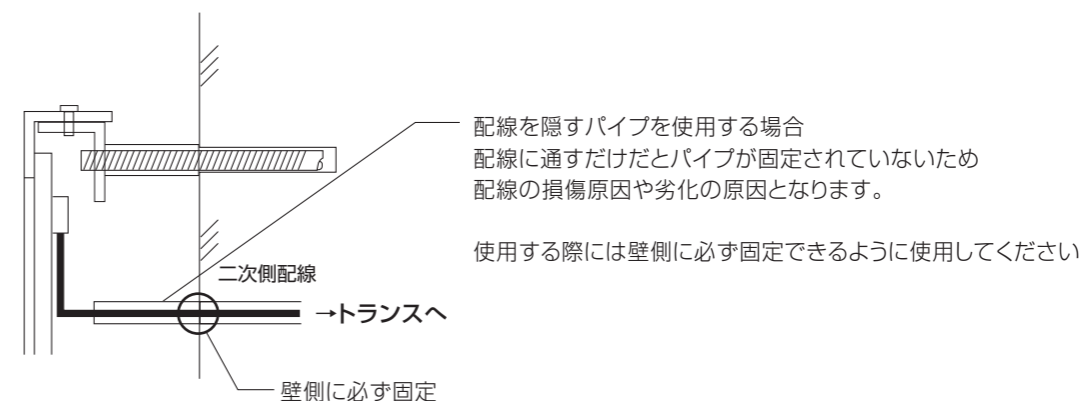 配線を隠すパイプを使用する場合
配線に通すだけだとパイプが固定されていないため
配線の損傷原因や劣化の原因となります。
使用する際には壁側に必ず固定できるように使用してください
二次側配線
→トランスへ
壁側に必ず固定